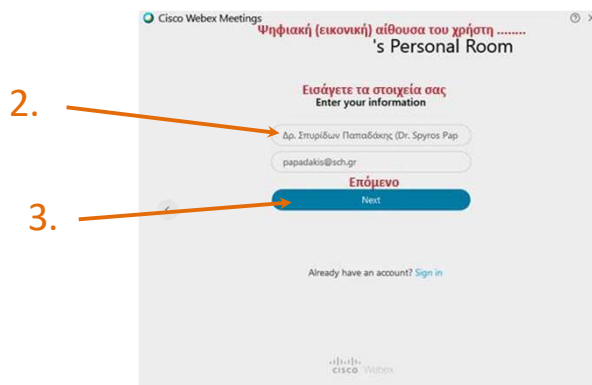 Cisco Webex Meetings
Ψηφιακή (εικονική) αίθουσα του χρήστη ........
's Personal Room
Εισάγετε τα στοιχεία σας
Enter your information
2.
Δρ. Σπυρίδων Παπαδάκης (Dr. Spyros Pap
papadakis@sch.gr
Επόμενο
Next
3.
Already have an account? Sign in
cisco Webex